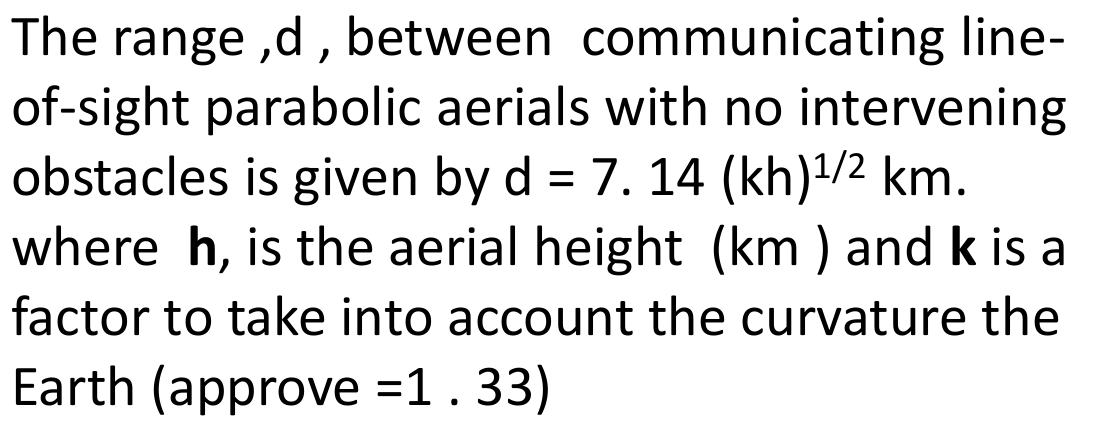 The range ,d , between  communicating line-
of-sight parabolic aerials with no intervening
obstacles is given by d = 7. 14 (kh)¹/² km.
where  h, is the aerial height  (km ) and k is a
factor to take into account the curvature the
Earth (approve =1 . 33)